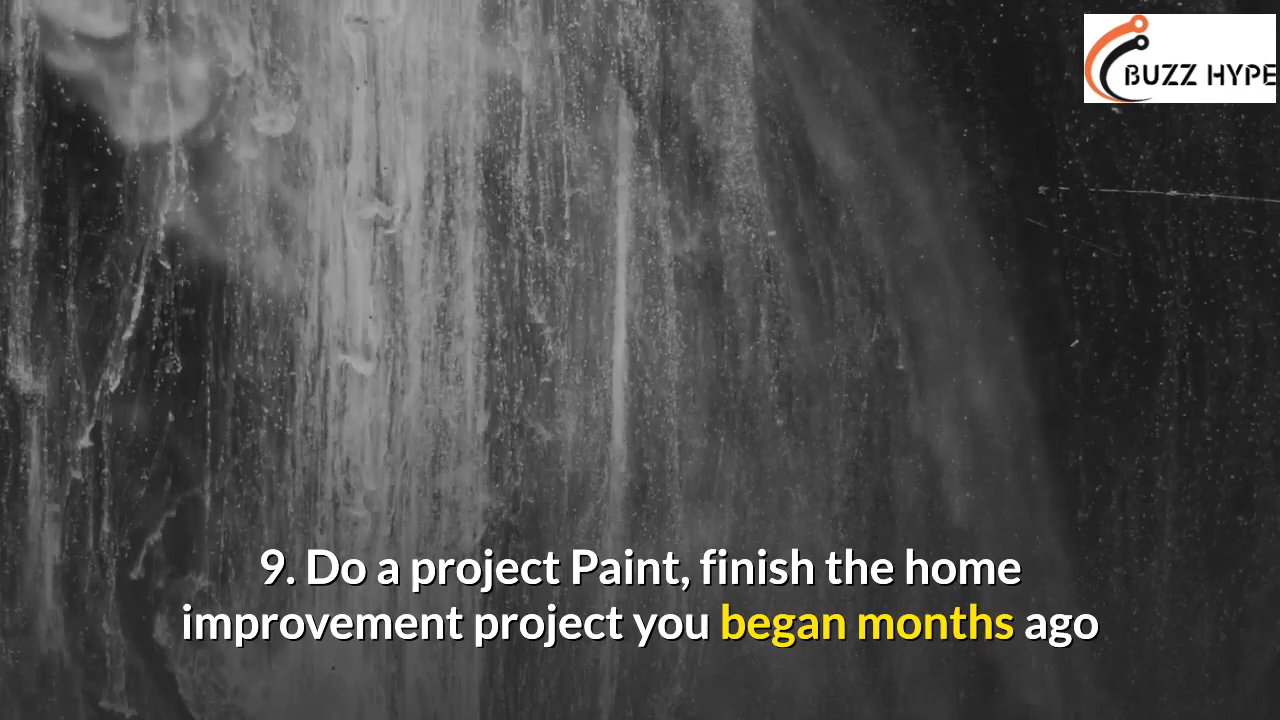 BUZZ HYPE
9. Do a project Paint, finish the home
improvement project you began months ago